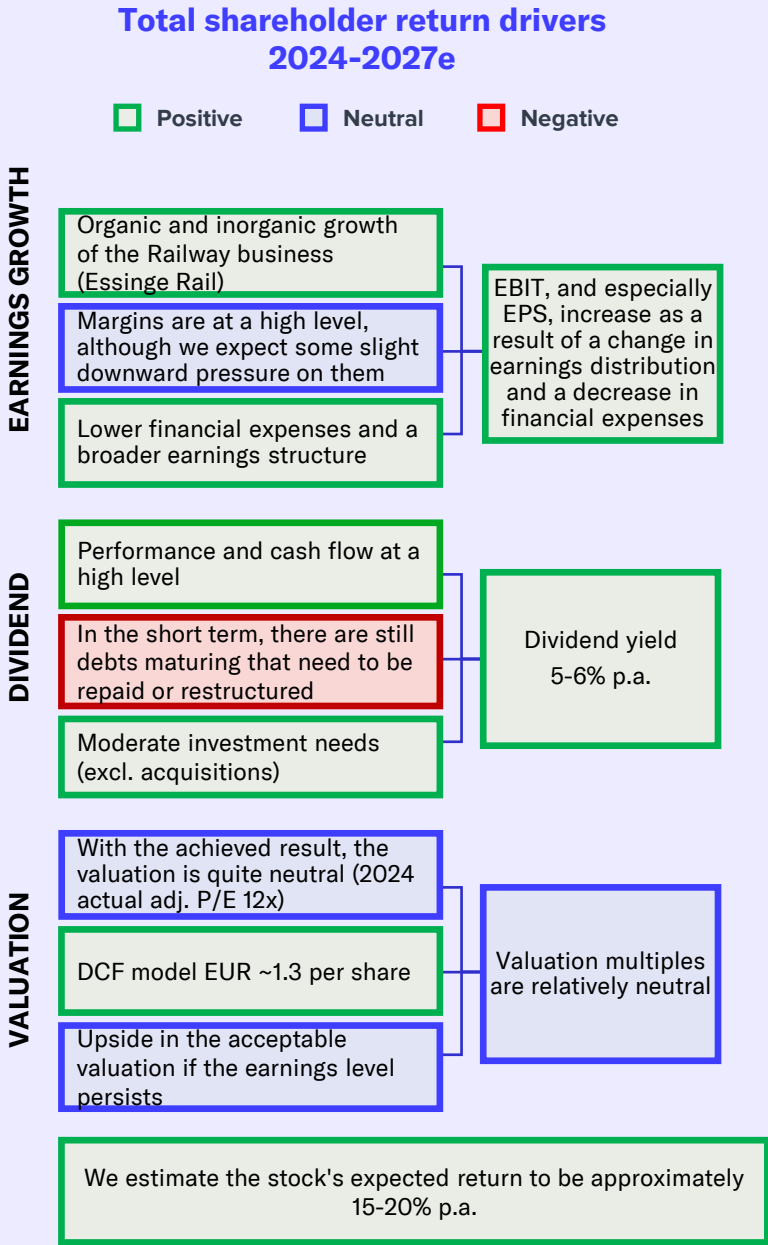 Total shareholder return drivers
2024-2027e
Positive
Neutral
Negative
EARNINGS GROWTH
Organic and inorganic growth
of the Railway business
(Essinge Rail)
Margins are at a high level,
although we expect some slight
downward pressure on them
Lower financial expenses and a
broader earnings structure
EBIT, and especially
EPS, increase as a
result of a change in
earnings distribution
and a decrease in
financial expenses
DIVIDEND
Performance and cash flow at a
high level
In the short term, there are still
debts maturing that need to be
repaid or restructured
Moderate investment needs
(excl. acquisitions)
Dividend yield
5-6% p.a.
VALUATION
With the achieved result, the
valuation is quite neutral (2024
actual adj. P/E 12x)
DCF model EUR ~1.3 per share
Upside in the acceptable
valuation if the earnings level
persists
Valuation multiples
are relatively neutral
We estimate the stock's expected return to be approximately
15-20% p.a.